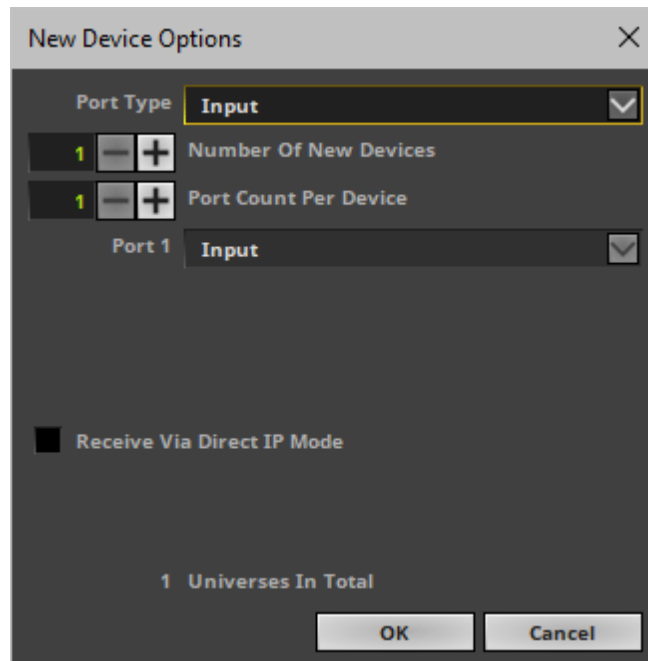 New Device Options
Port Type Input
1 Number Of New Devices
1 Port Count Per Device
Port 1 Input
Receive Via Direct IP Mode
1 Universes In Total
OK Cancel